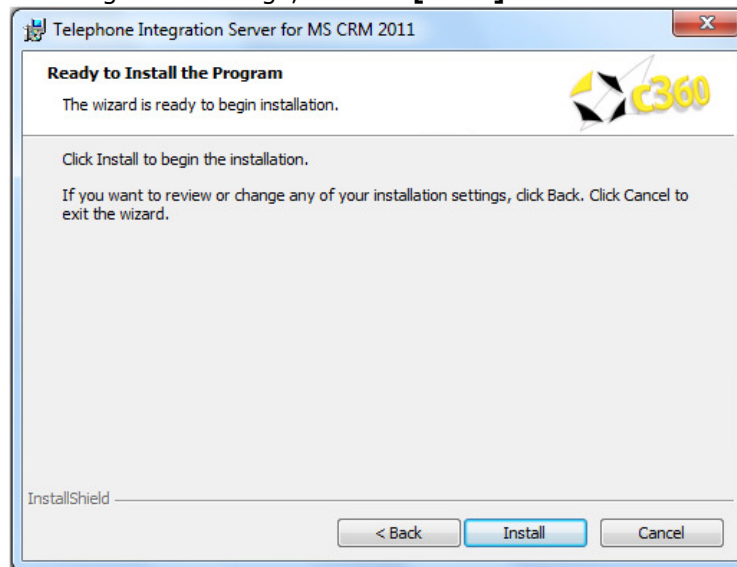 Telephone Integration Server for MS CRM 2011
Ready to Install the Program
The wizard is ready to begin installation.
c360
Click Install to begin the installation.
If you want to review or change any of your installation settings, click Back. Click Cancel to
exit the wizard.
InstallShield
< Back Install Cancel